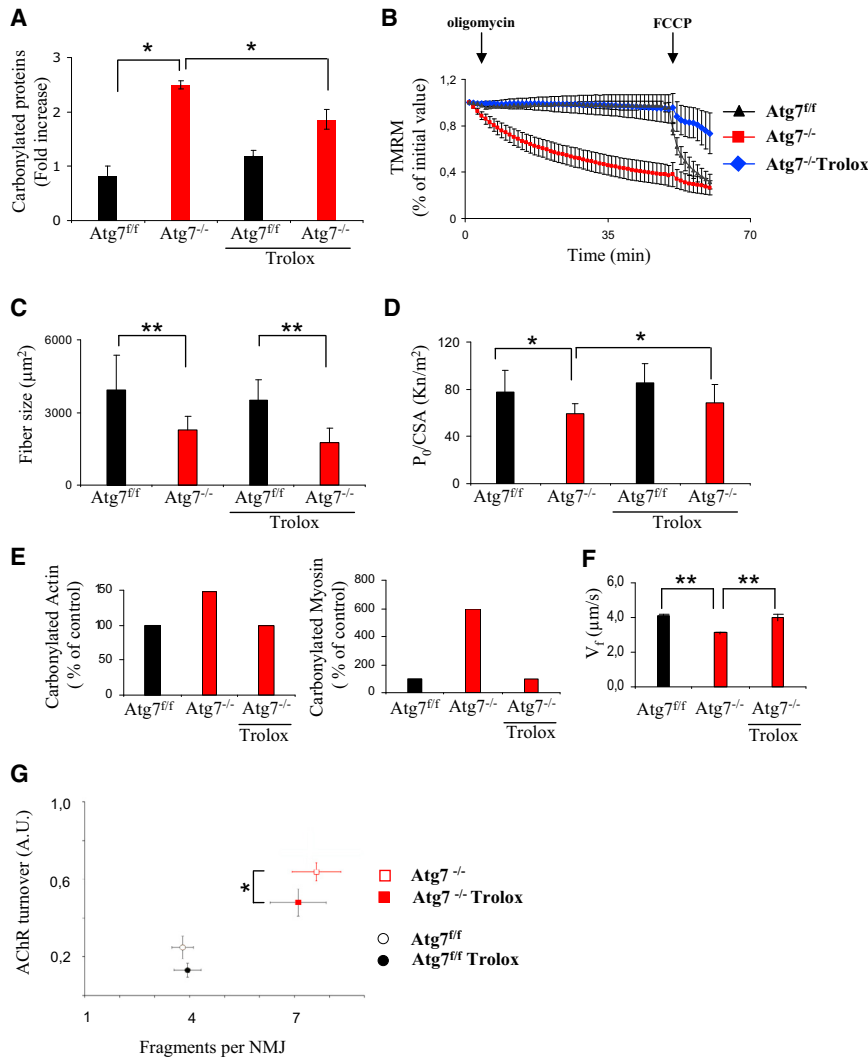 A
Carbonylated proteins
(Fold increase)
3
2
1
0
*
*
Atg7f/f
Atg7-/-
Atg7f/f
Atg7-/-
Trolox
B
oligomycin
FCCP
TMRM
(% of initial value)
1,2
0,8
0,4
0
0
35
70
Time (min)
Atg7f/f
Atg7-/-
Atg7-/-Trolox
C
Fiber size (μm2)
6000
3000
0
**
**
Atg7f/f
Atg7-/-
Atg7f/f
Atg7-/-
Trolox
D
P0/CSA (Kn/m2)
120
80
40
0
*
*
Atg7f/f
Atg7-/-
Atg7f/f
Atg7-/-
Trolox
E
Carbonylated Actin
( % of control)
150
100
50
0
Atg7f/f
Atg7-/-
Atg7-/-
Trolox
Carbonylated Myosin
( % of control)
800
600
400
200
0
Atg7f/f
Atg7-/-
Atg7-/-
Trolox
F
Vf (μm/s)
6,0
4,0
2,0
0,0
**
**
Atg7f/f
Atg7-/-
Atg7-/-
Trolox
G
AChR turnover (A.U.)
1,0
0,6
0,2
*
1
4
7
Fragments per NMJ
Atg7 -/-
Atg7 -/- Trolox
Atg7f/f
Atg7f/f Trolox